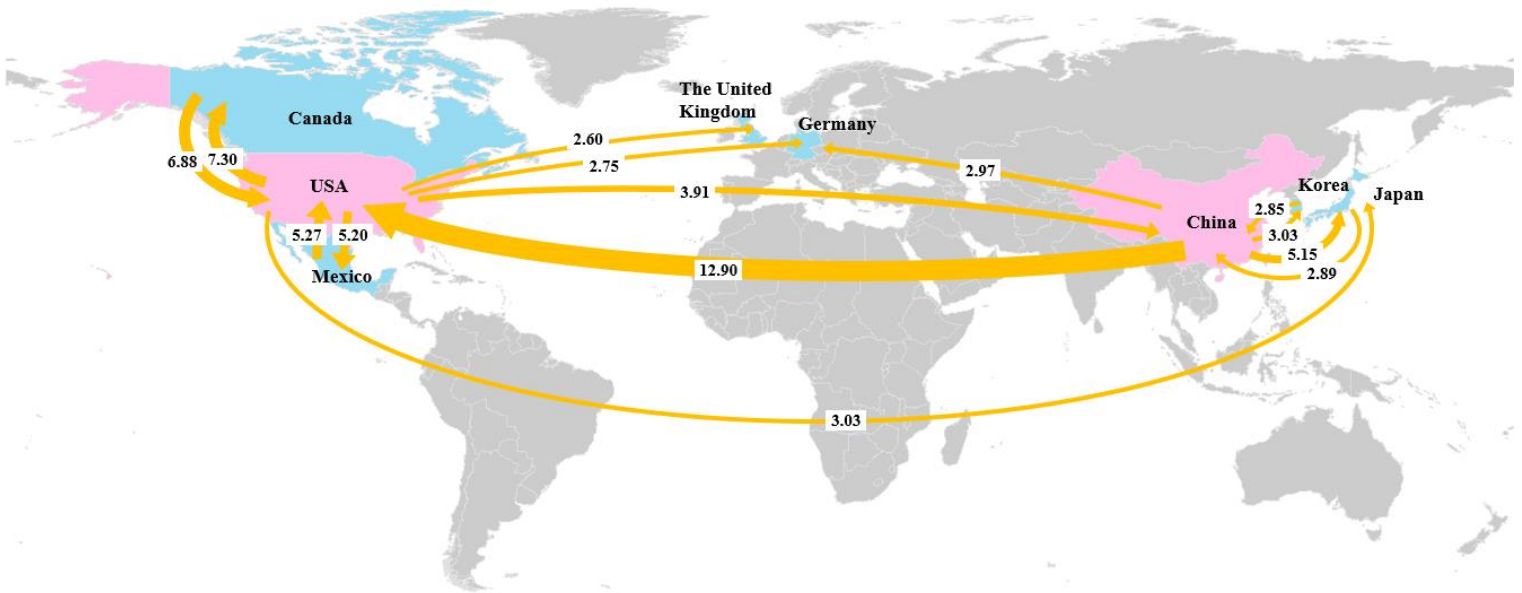 The United
Kingdom
Germany
Canada
2.60
6.88
7.30
2.75
2.97
USA
3.91
Korea
Japan
2.85
China
3.03
5.27
5.20
5.15
Mexico
12.90
2.89
3.03